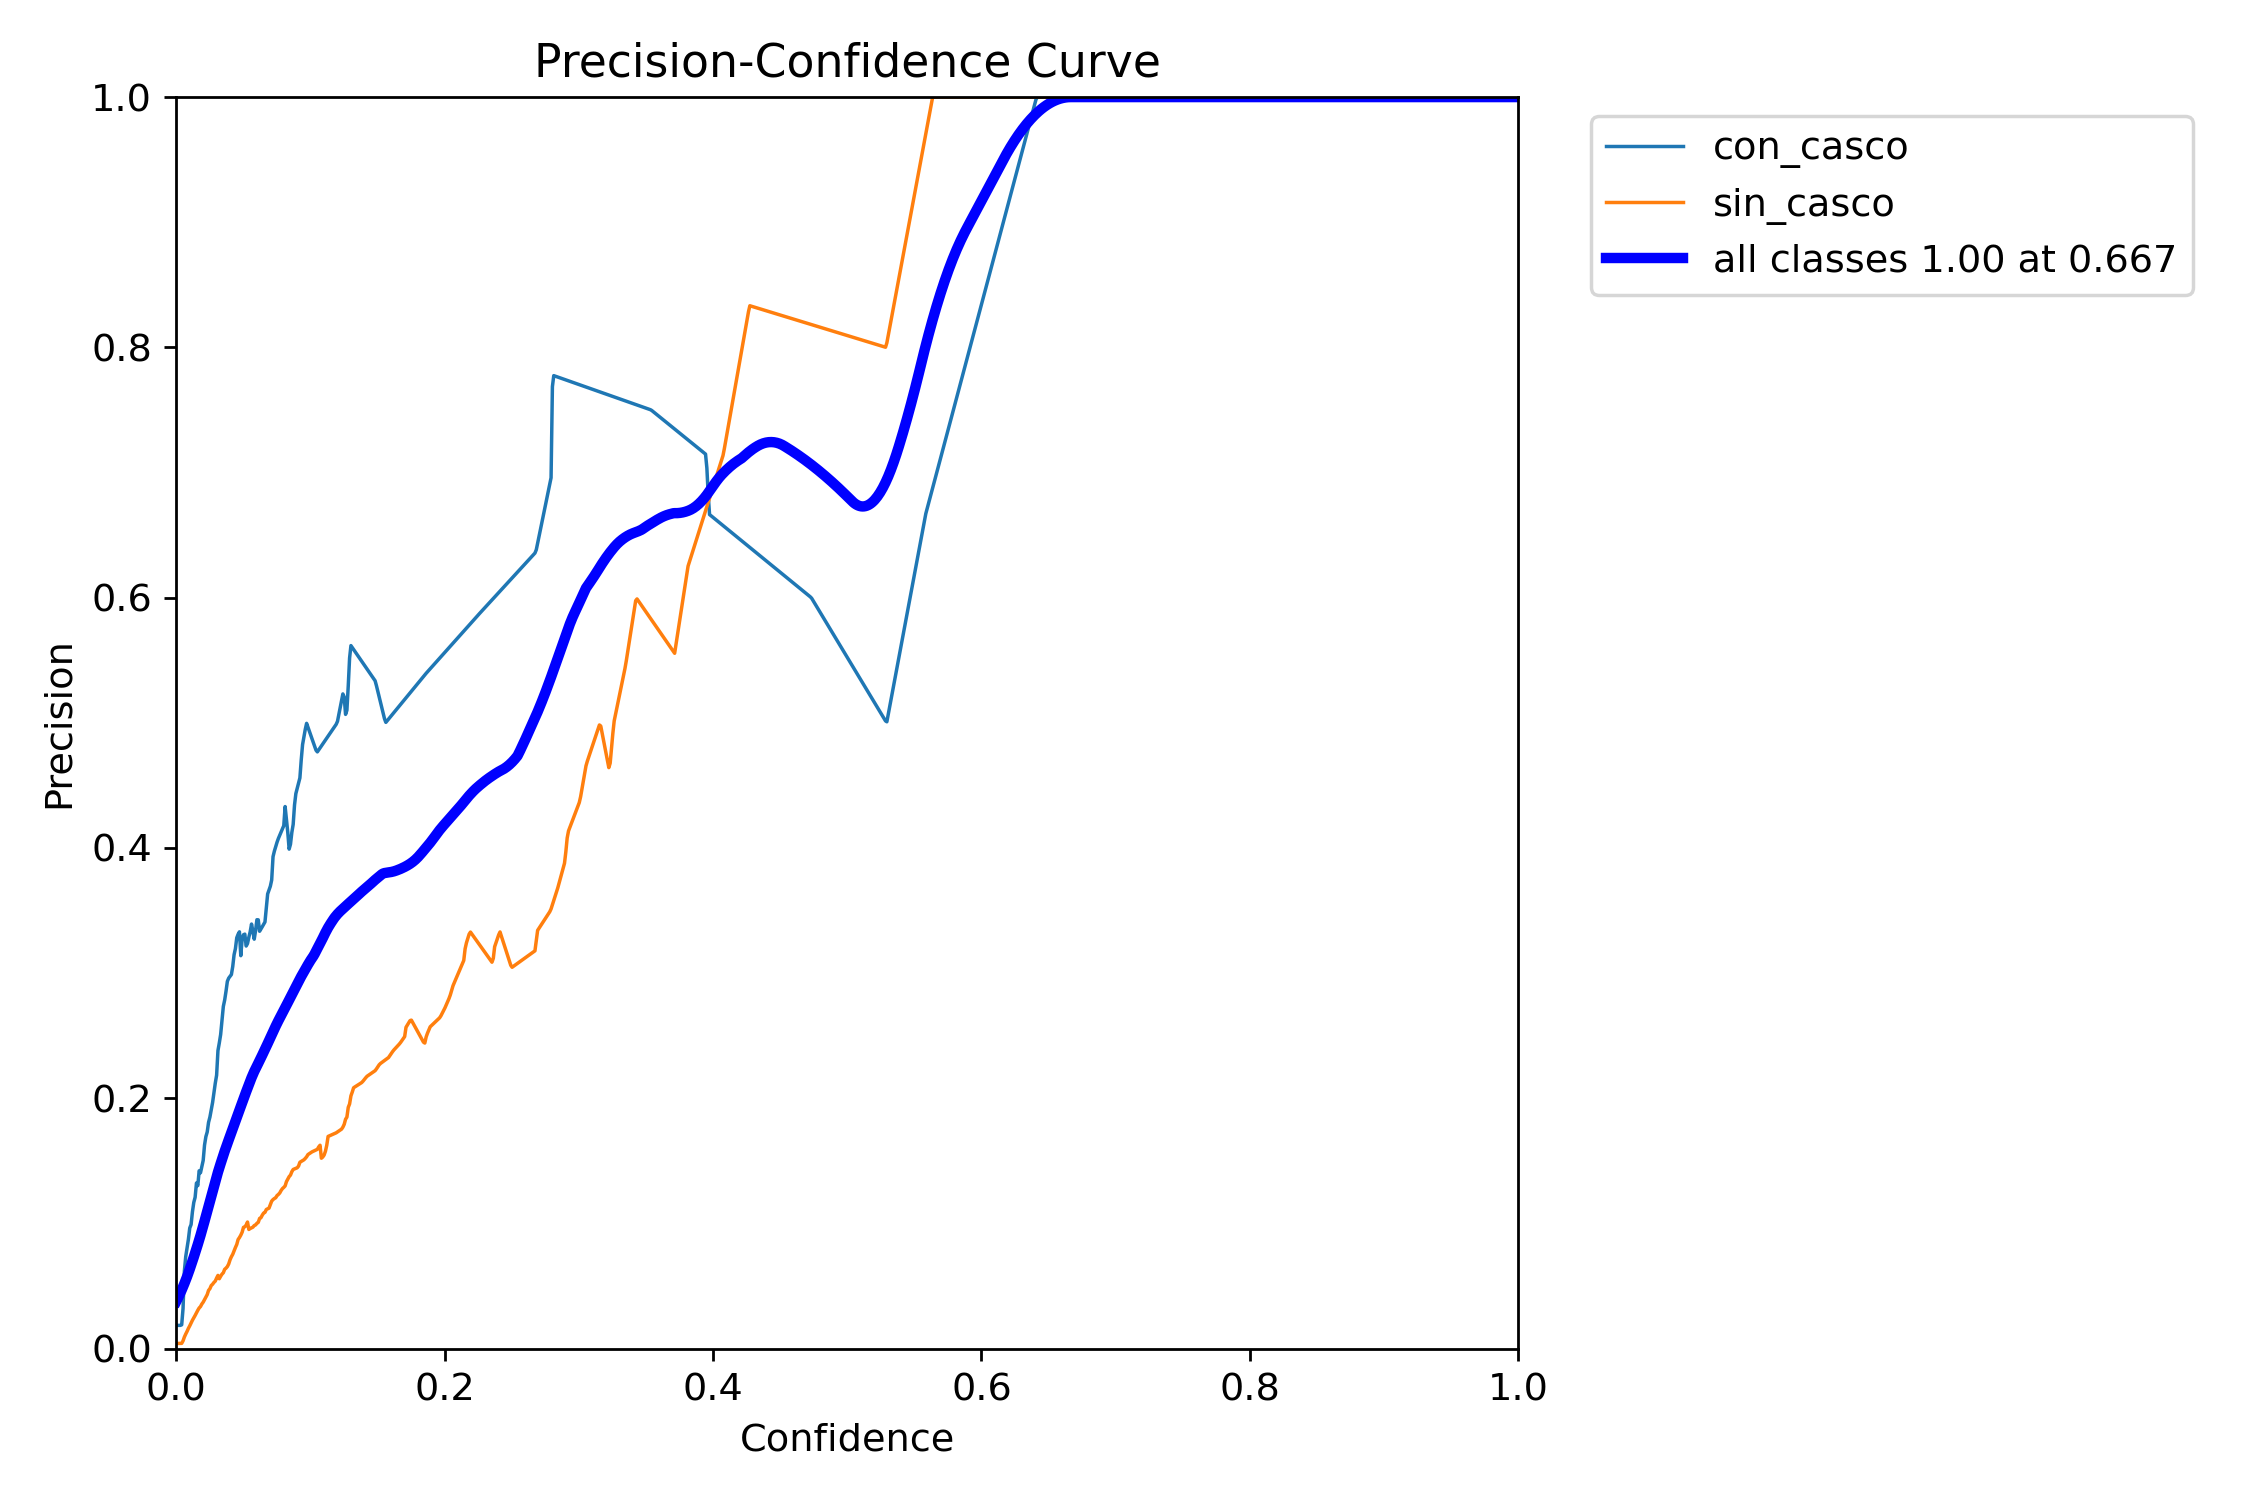 Precision-Confidence Curve
con_casco
sin_casco
all classes 1.00 at 0.667
1.0
0.8
0.6
0.4
0.2
0.0
Precision
0.0 0.2 0.4 0.6 0.8 1.0
Confidence